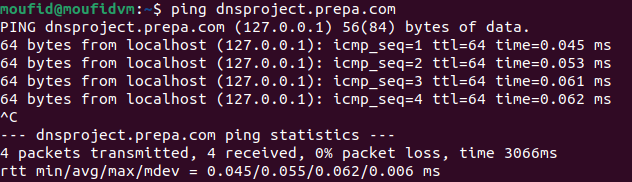 moufid@moufidvm:~$ ping dnsproject.prepa.com
PING dnsproject.prepa.com (127.0.0.1) 56(84) bytes of data.
64 bytes from localhost (127.0.0.1): icmp_seq=1 ttl=64 time=0.045 ms
64 bytes from localhost (127.0.0.1): icmp_seq=2 ttl=64 time=0.053 ms
64 bytes from localhost (127.0.0.1): icmp_seq=3 ttl=64 time=0.061 ms
64 bytes from localhost (127.0.0.1): icmp_seq=4 ttl=64 time=0.062 ms
^C
--- dnsproject.prepa.com ping statistics ---
4 packets transmitted, 4 received, 0% packet loss, time 3066ms
rtt min/avg/max/mdev = 0.045/0.055/0.062/0.006 ms